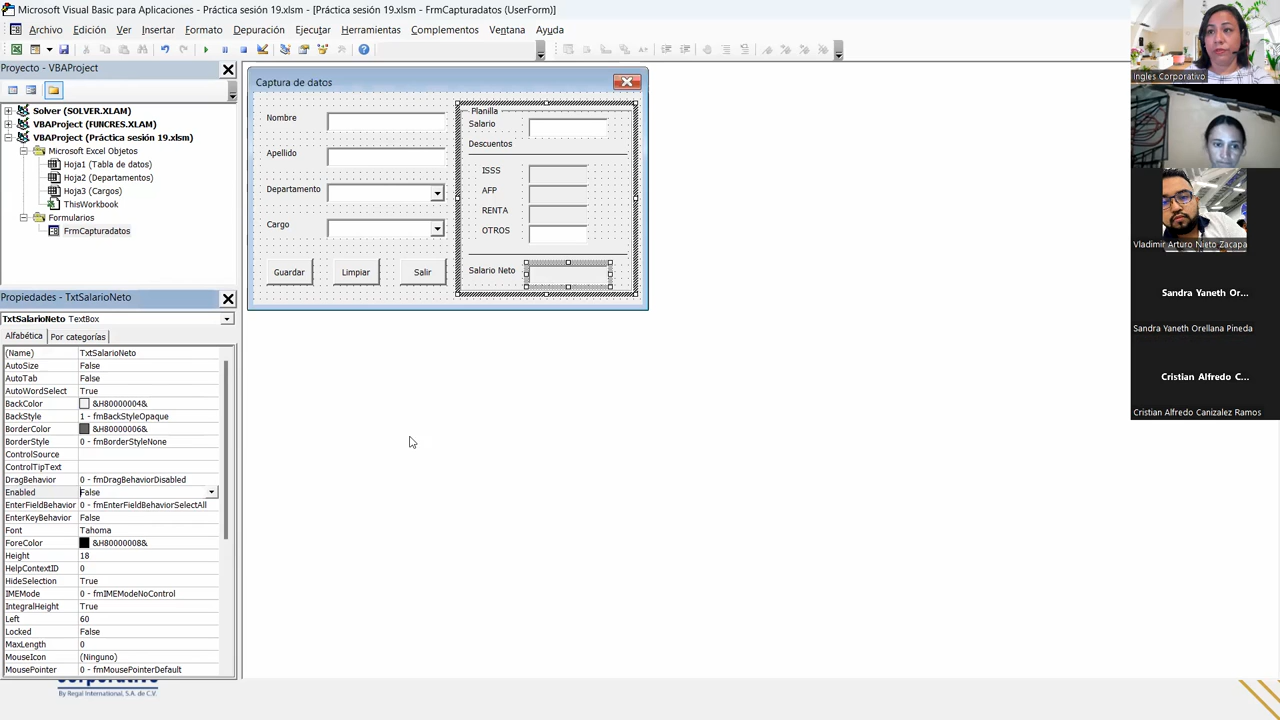 Microsoft Visual Basic para Aplicaciones - Práctica sesión 19.xlsm - [Práctica sesión 19.xlsm - FrmCapturadatos (UserForm)]
Archivo Edición Ver Insertar Formato Depuración Ejecutar Herramientas Complementos Ventana Ayuda
Proyecto - VBAProject
Solver (SOLVER.XLAM)
VBAProject (FUNCRES.XLAM)
VBAProject (Práctica sesión 19.xlsm)
Microsoft Excel Objetos
Hoja1 (Tabla de datos)
Hoja2 (Departamentos)
Hoja3 (Cargos)
ThisWorkbook
Formularios
FrmCapturadatos
Propiedades - TxtSalarioNeto
TxtSalarioNeto TextBox
Alfabética Por categorías
(Name) TxtSalarioNeto
AutoSize False
AutoTab False
AutoWordSelect True
BackColor &H80000004&
BackStyle 1 - fmBackStyleOpaque
BorderColor &H80000006&
BorderStyle 0 - fmBorderStyleNone
ControlSource
ControlTipText
DragBehavior 0 - fmDragBehaviorDisabled
Enabled False
EnterFieldBehavior 0 - fmEnterFieldBehaviorSelectAll
EnterKeyBehavior False
Font Tahoma
ForeColor &H80000008&
Height 18
HelpContextID 0
HideSelection True
IMEMode 0 - fmIMEModeNoControl
IntegralHeight True
Left 60
Locked False
MaxLength 0
MouseIcon (Ninguno)
MousePointer 0 - fmMousePointerDefault
By Regal International, S.A. de C.V.
Captura de datos
Nombre
Apellido
Departamento
Cargo
Guardar Limpiar Salir
Planilla
Salario
Descuentos
ISSS
AFP
RENTA
OTROS
Salario Neto
Ingles Corporativo
Vladimir Arturo Nieto Zacapa
Sandra Yaneth Or...
Sandra Yaneth Orellana Pineda
Cristian Alfredo C...
Cristian Alfredo Canizalez Ramos